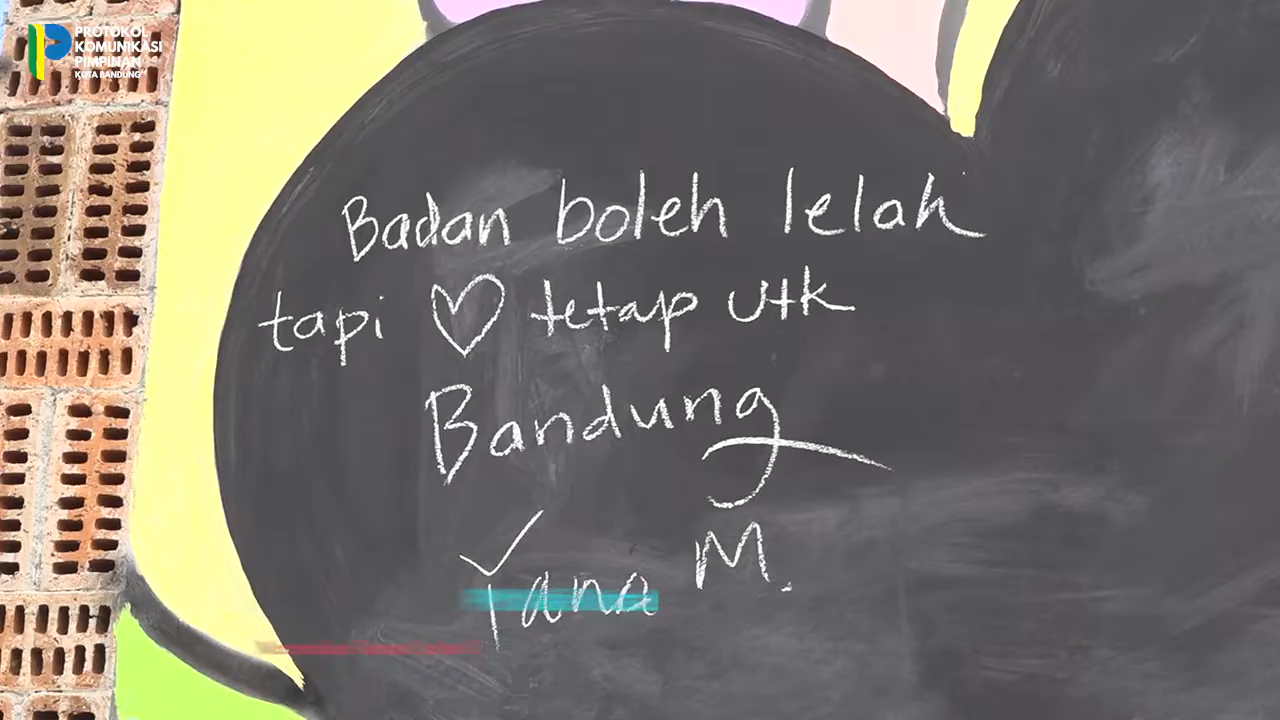 PROTOKOL
KOMUNIKASI
PIMPINAN
KOTA BANDUNG
Badan boleh lelah
tapi ♡ tetap utk
Bandung
Yana M.